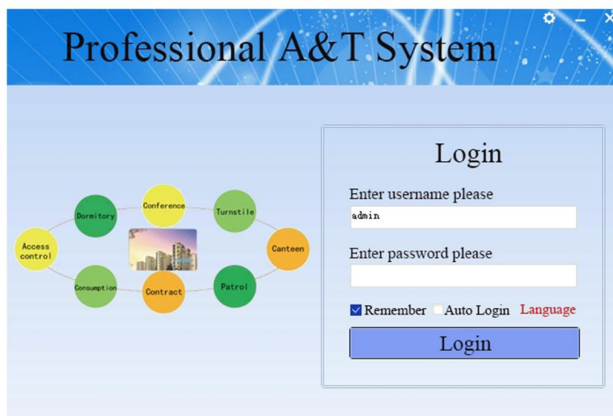 Professional A&T System
Login
Enter username please
admin
Enter password please
Remember
Auto Login
Language
Login
Conference
Dormitory
Turnstile
Access
control
Canteen
Consumption
Contract
Patrol